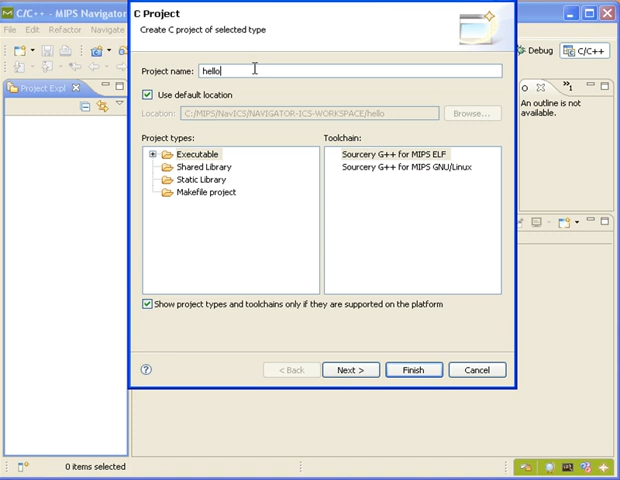 C/C++ - MIPS Navigator
File Edit Refactor Navigate
Debug
C/C++
Project Expl
C Project
Create C project of selected type
Project name: hello
Use default location
Location: C:/MIPS/NavICS/NAVIGATOR-ICS-WORKSPACE/hello Browse...
Project types: Toolchain:
Executable
Shared Library
Static Library
Makefile project
Sourcery G++ for MIPS ELF
Sourcery G++ for MIPS GNU/Linux
Show project types and toolchains only if they are supported on the platform
< Back Next > Finish Cancel
O
»1
An outline is not
available.
0 items selected